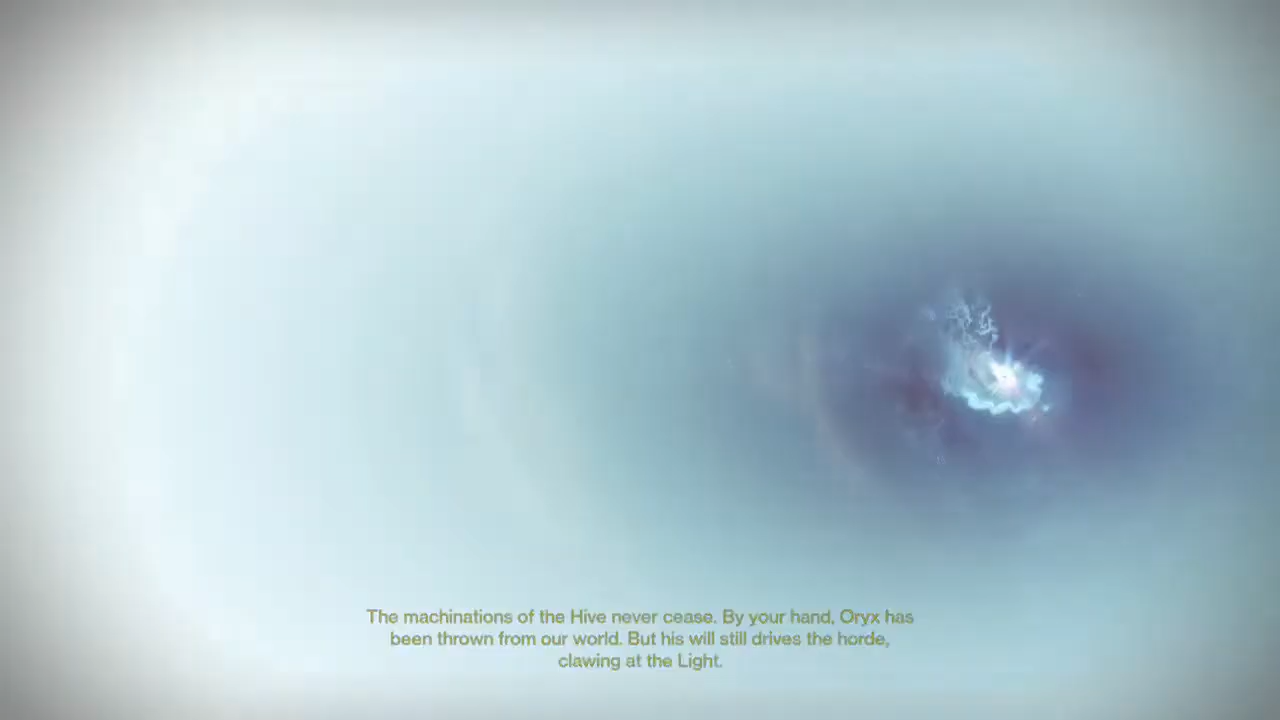 The machinations of the Hive never cease. By your hand, Oryx has
been thrown from our world. But his will still drives the horde,
clawing at the Light.